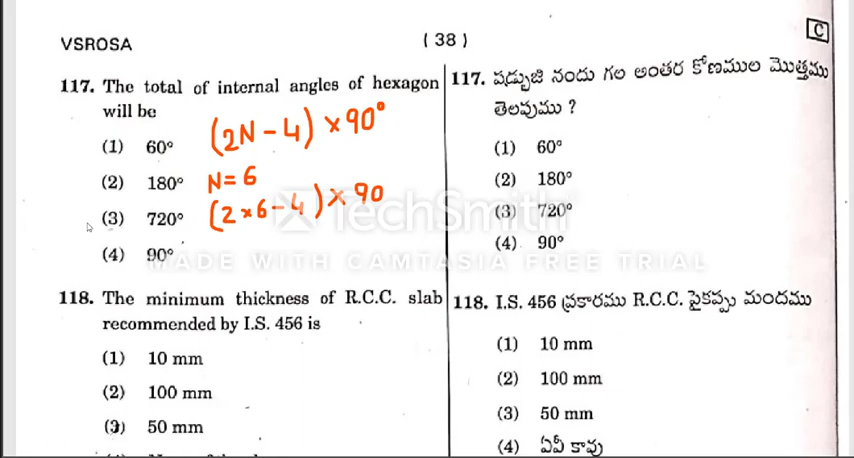 VSROSA
( 38 )
C
117. The total of internal angles of hexagon
will be
(2N - 4) × 90°
(1) 60°
(2) 180°
N = 6
(3) 720°
(2 × 6 - 4) × 90
(4) 90°
118. The minimum thickness of R.C.C. slab
recommended by I.S. 456 is
(1) 10 mm
(2) 100 mm
(3) 50 mm
117. షడ్భుజి నందు గల అంతర కోణముల మొత్తము
తెలుపుము ?
(1) 60°
(2) 180°
(3) 720°
(4) 90°
118. I.S. 456 ప్రకారము R.C.C. పైకప్పు మందము
(1) 10 mm
(2) 100 mm
(3) 50 mm
(4) ఏవీ కావు
TechSmith
MADE WITH CAMTASIA FREE TRIAL